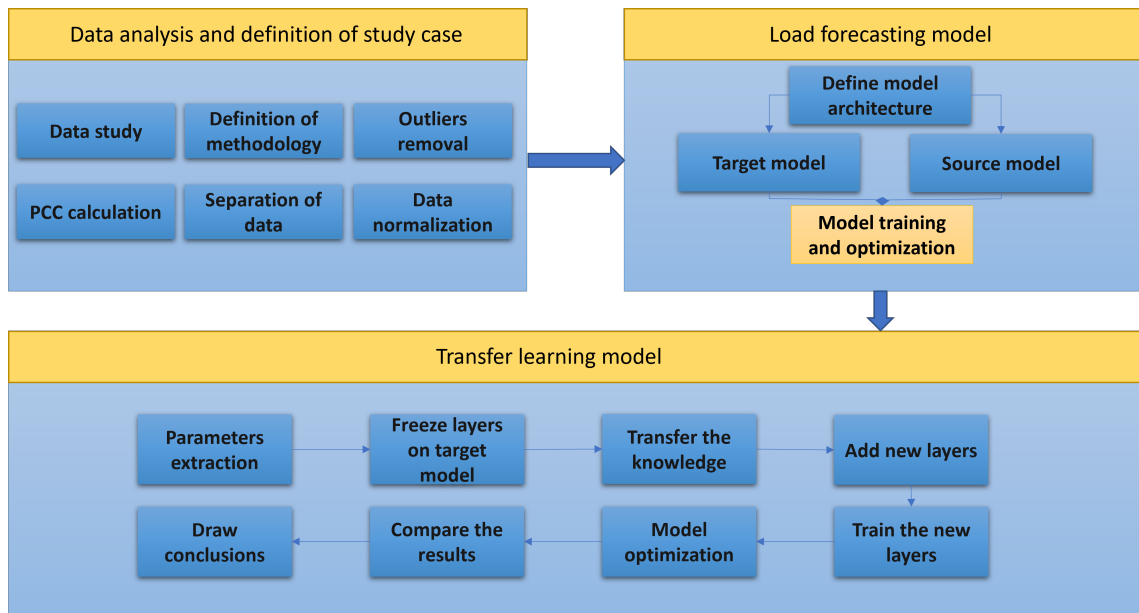 Data analysis and definition of study case
Data study
Definition of
methodology
Outliers
removal
PCC calculation
Separation of
data
Data
normalization
Load forecasting model
Define model
architecture
Target model
Source model
Model training
and optimization
Transfer learning model
Parameters
extraction
Freeze layers
on target
model
Transfer the
knowledge
Add new layers
Train the new
layers
Model
optimization
Compare the
results
Draw
conclusions